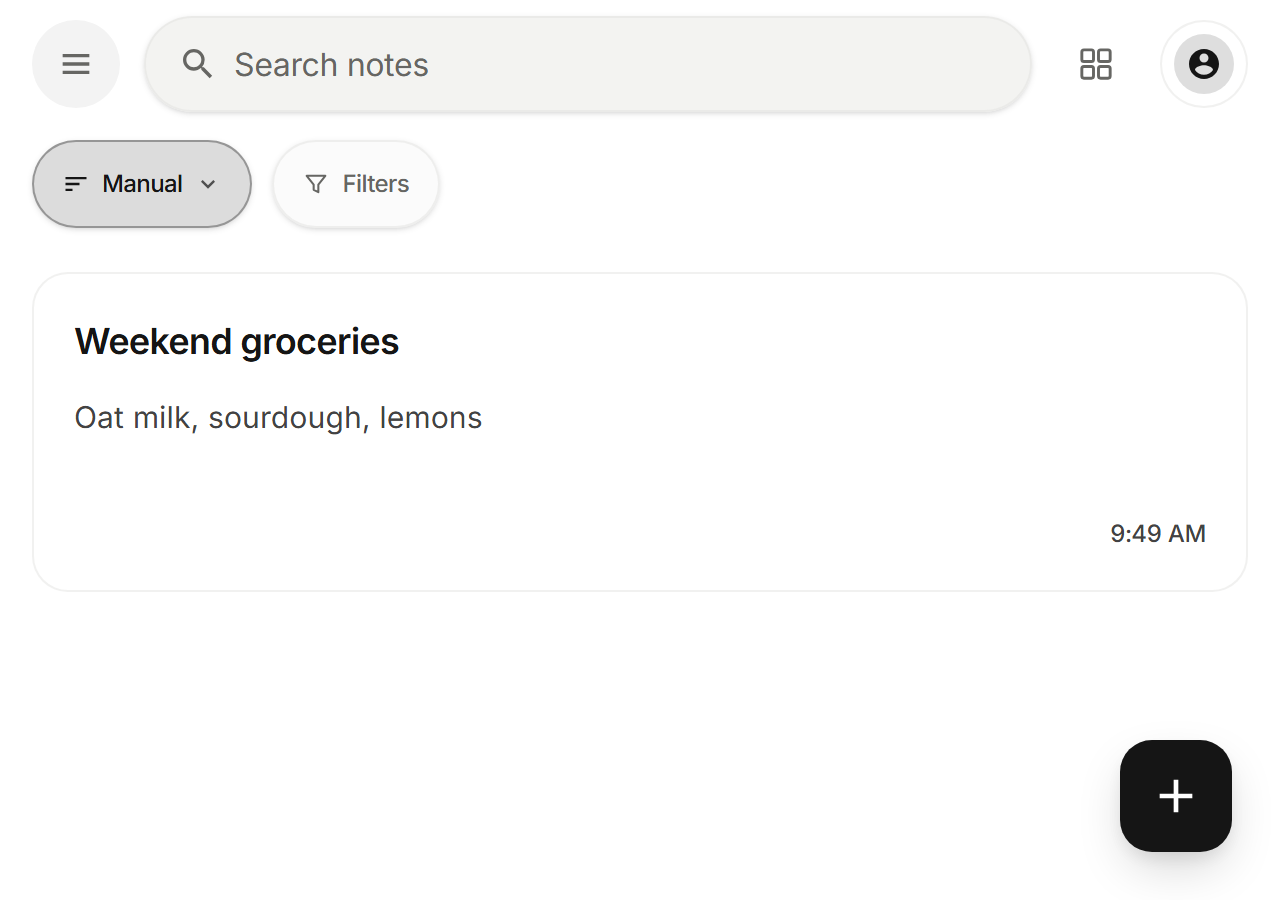 Search notes
Manual
Filters
Weekend groceries
Oat milk, sourdough, lemons
9:49 AM